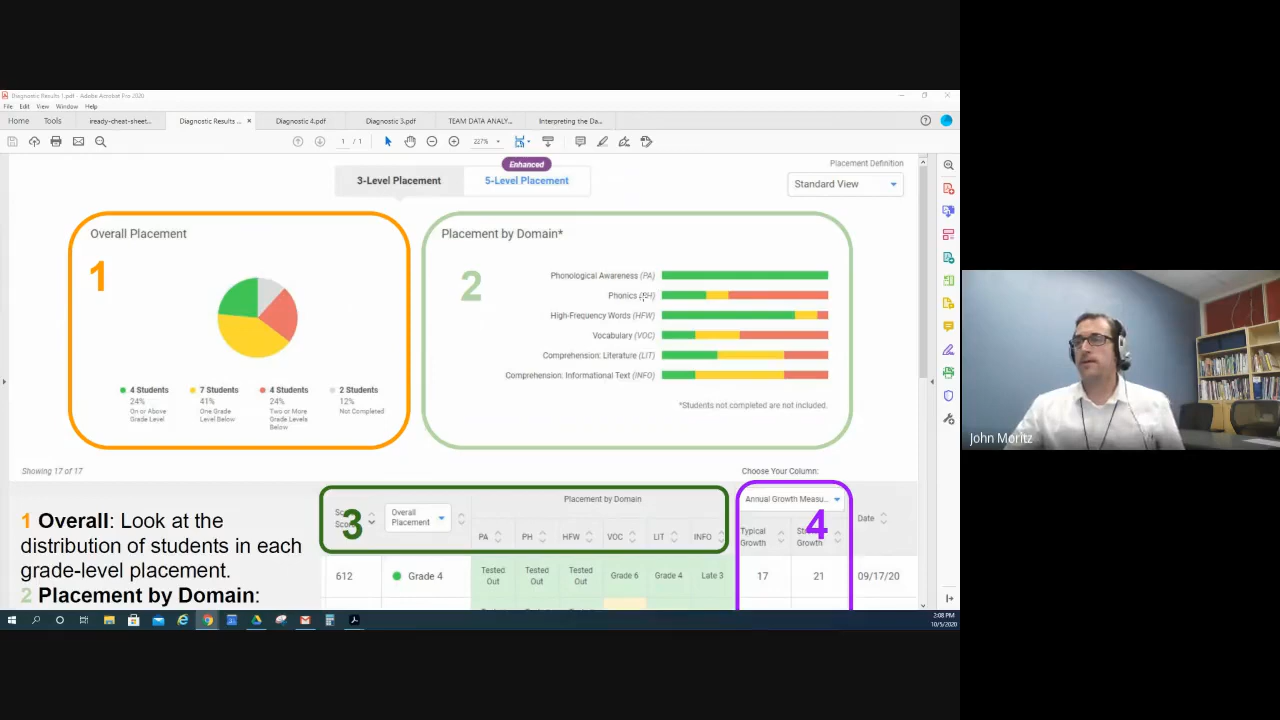 Diagnostic Results 1.pdf - Adobe Acrobat Pro 2020
File Edit View Window Help
Home Tools iready-cheat-sheet... Diagnostic Results ... × Diagnostic 4.pdf Diagnostic 3.pdf TEAM DATA ANALY... Interpreting the Da...
1 / 1 227%
Enhanced
3-Level Placement 5-Level Placement
Placement Definition
Standard View
Overall Placement
1
4 Students
24%
On or Above
Grade Level
7 Students
41%
One Grade
Level Below
4 Students
24%
Two or More
Grade Levels
Below
2 Students
12%
Not Completed
Placement by Domain*
2
Phonological Awareness (PA)
Phonics (PH)
High-Frequency Words (HFW)
Vocabulary (VOC)
Comprehension: Literature (LIT)
Comprehension: Informational Text (INFO)
*Students not completed are not included.
Showing 17 of 17
Choose Your Column:
3
Overall
Placement
Placement by Domain
PA PH HFW VOC LIT INFO
Annual Growth Measu...
4
Typical
Growth
Growth
Date
612 Grade 4 Tested Out Tested Out Tested Out Grade 6 Grade 4 Late 3 17 21 09/17/20
1 Overall: Look at the
distribution of students in each
grade-level placement.
2 Placement by Domain:
2:08 PM
10/5/2020
John Moritz